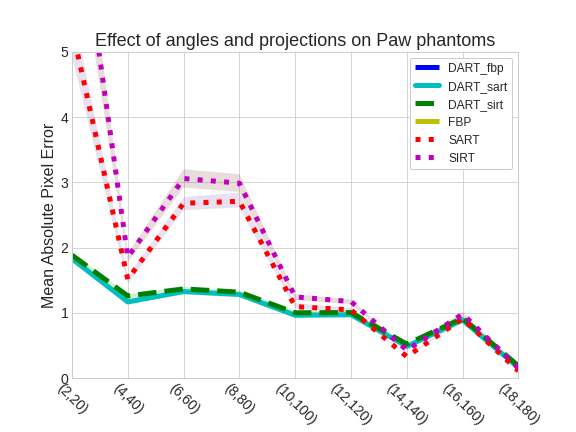 Effect of angles and projections on Paw phantoms
Mean Absolute Pixel Error
5
4
3
2
1
0
DART_fbp
DART_sart
DART_sirt
FBP
SART
SIRT
(2,20)
(4,40)
(6,60)
(8,80)
(10,100)
(12,120)
(14,140)
(16,160)
(18,180)